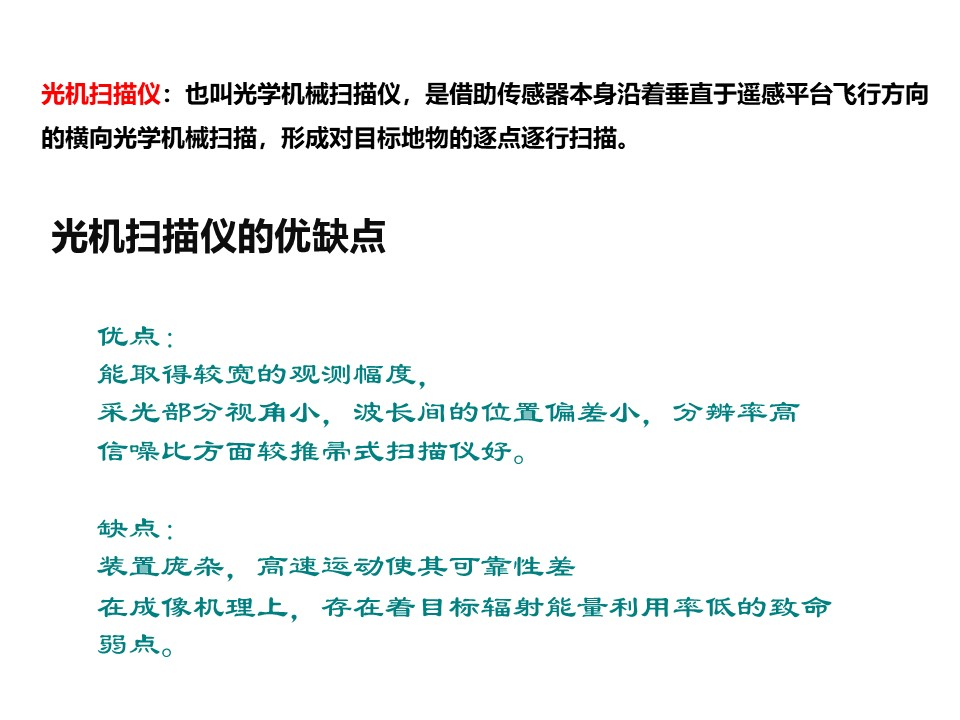 光机扫描仪：也叫光学机械扫描仪，是借助传感器本身沿着垂直于遥感平台飞行方向
的横向光学机械扫描，形成对目标地物的逐点逐行扫描。
光机扫描仪的优缺点
优点：
能取得较宽的观测幅度，
采光部分视角小，波长间的位置偏差小，分辨率高
信噪比方面较推帚式扫描仪好。
缺点：
装置庞杂，高速运动使其可靠性差
在成像机理上，存在着目标辐射能量利用率低的致命
弱点。